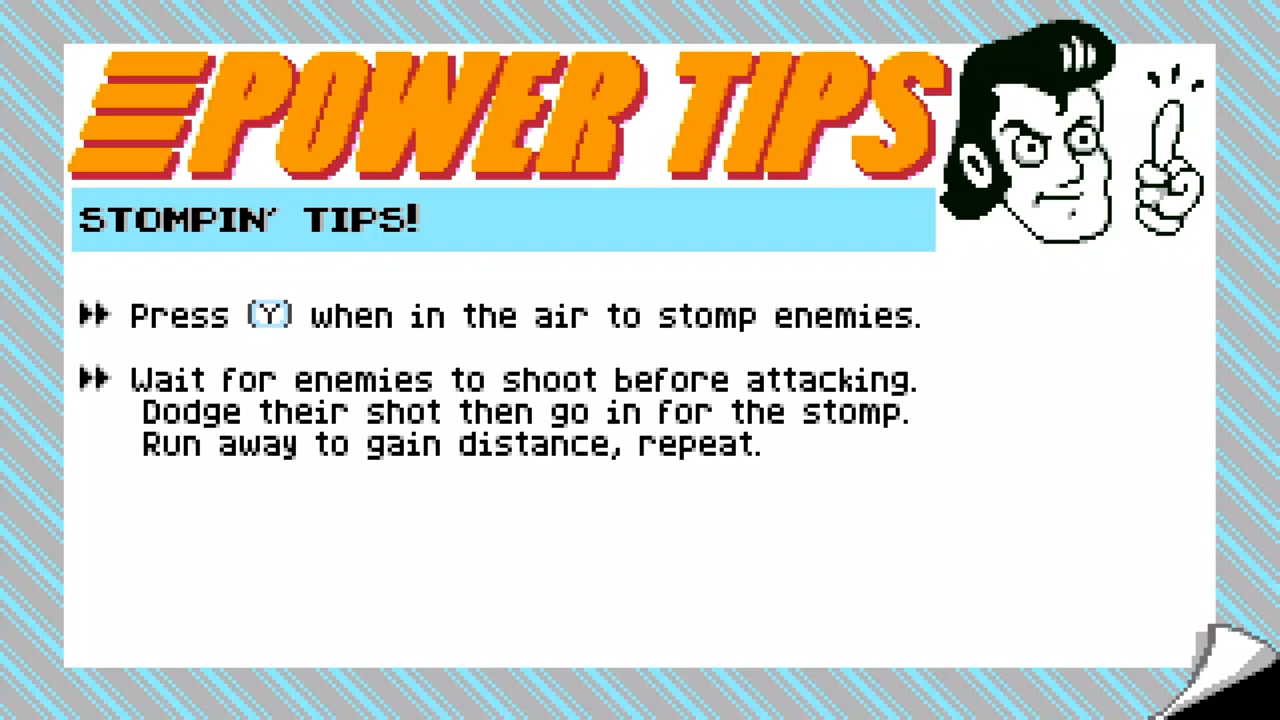 POWER TIPS
STOMPIN' TIPS!
Press (Y) when in the air to stomp enemies.
Wait for enemies to shoot before attacking.
Dodge their shot then go in for the stomp.
Run away to gain distance, repeat.